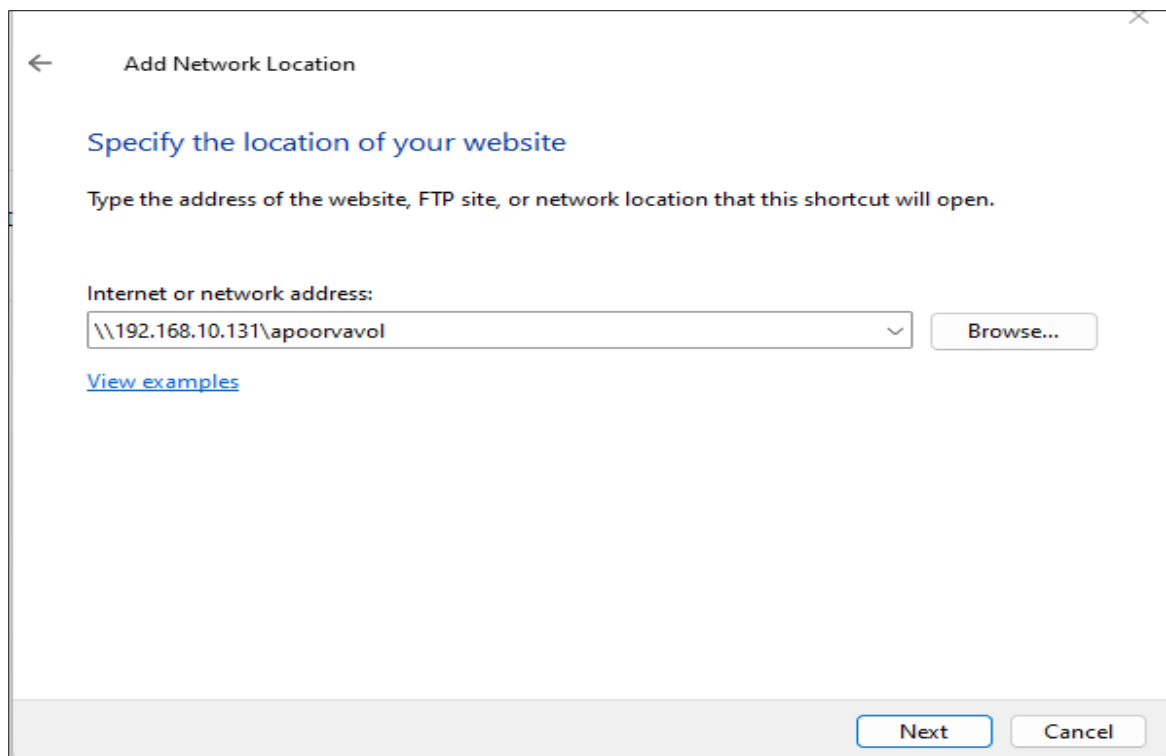 Add Network Location
Specify the location of your website
Type the address of the website, FTP site, or network location that this shortcut will open.
Internet or network address:
\\192.168.10.131\apoorvavol
Browse...
View examples
Next
Cancel